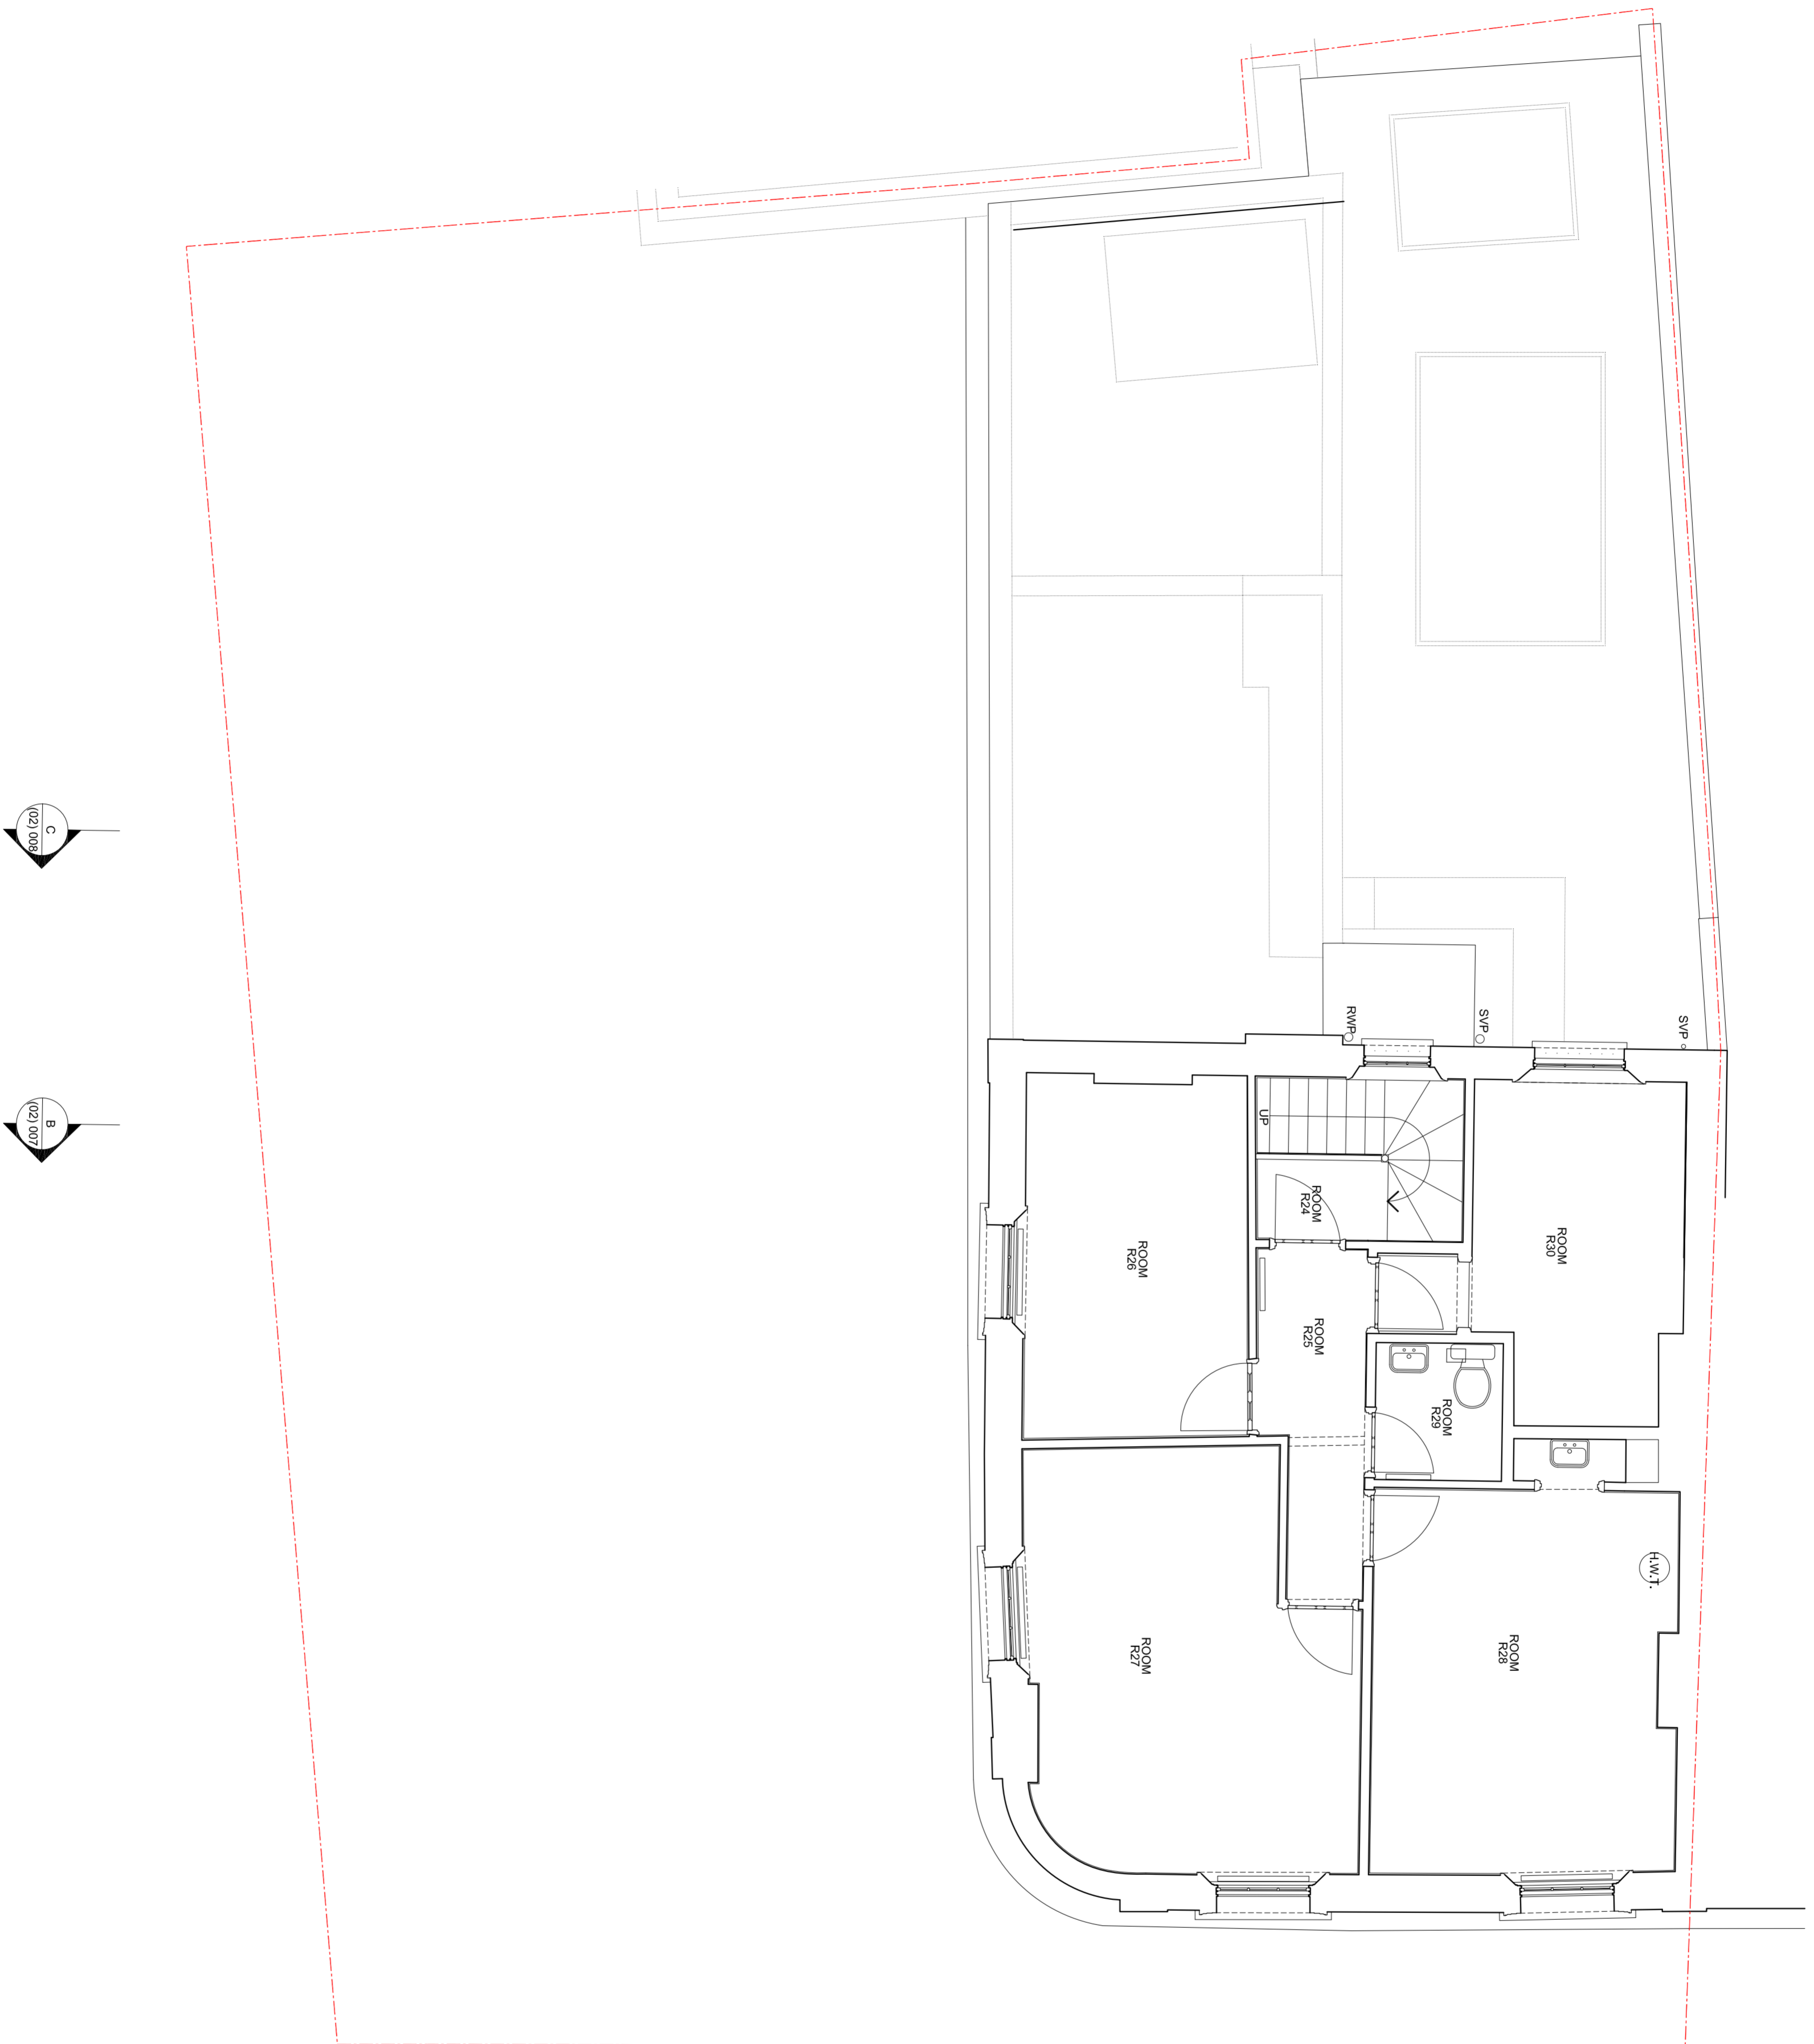 C
(02) 008
B
(02) 007
RWP
SVP
SVP
UP
ROOM
R24
ROOM
R26
ROOM
R30
ROOM
R25
ROOM
R29
H.W.T.
ROOM
R27
ROOM
R28